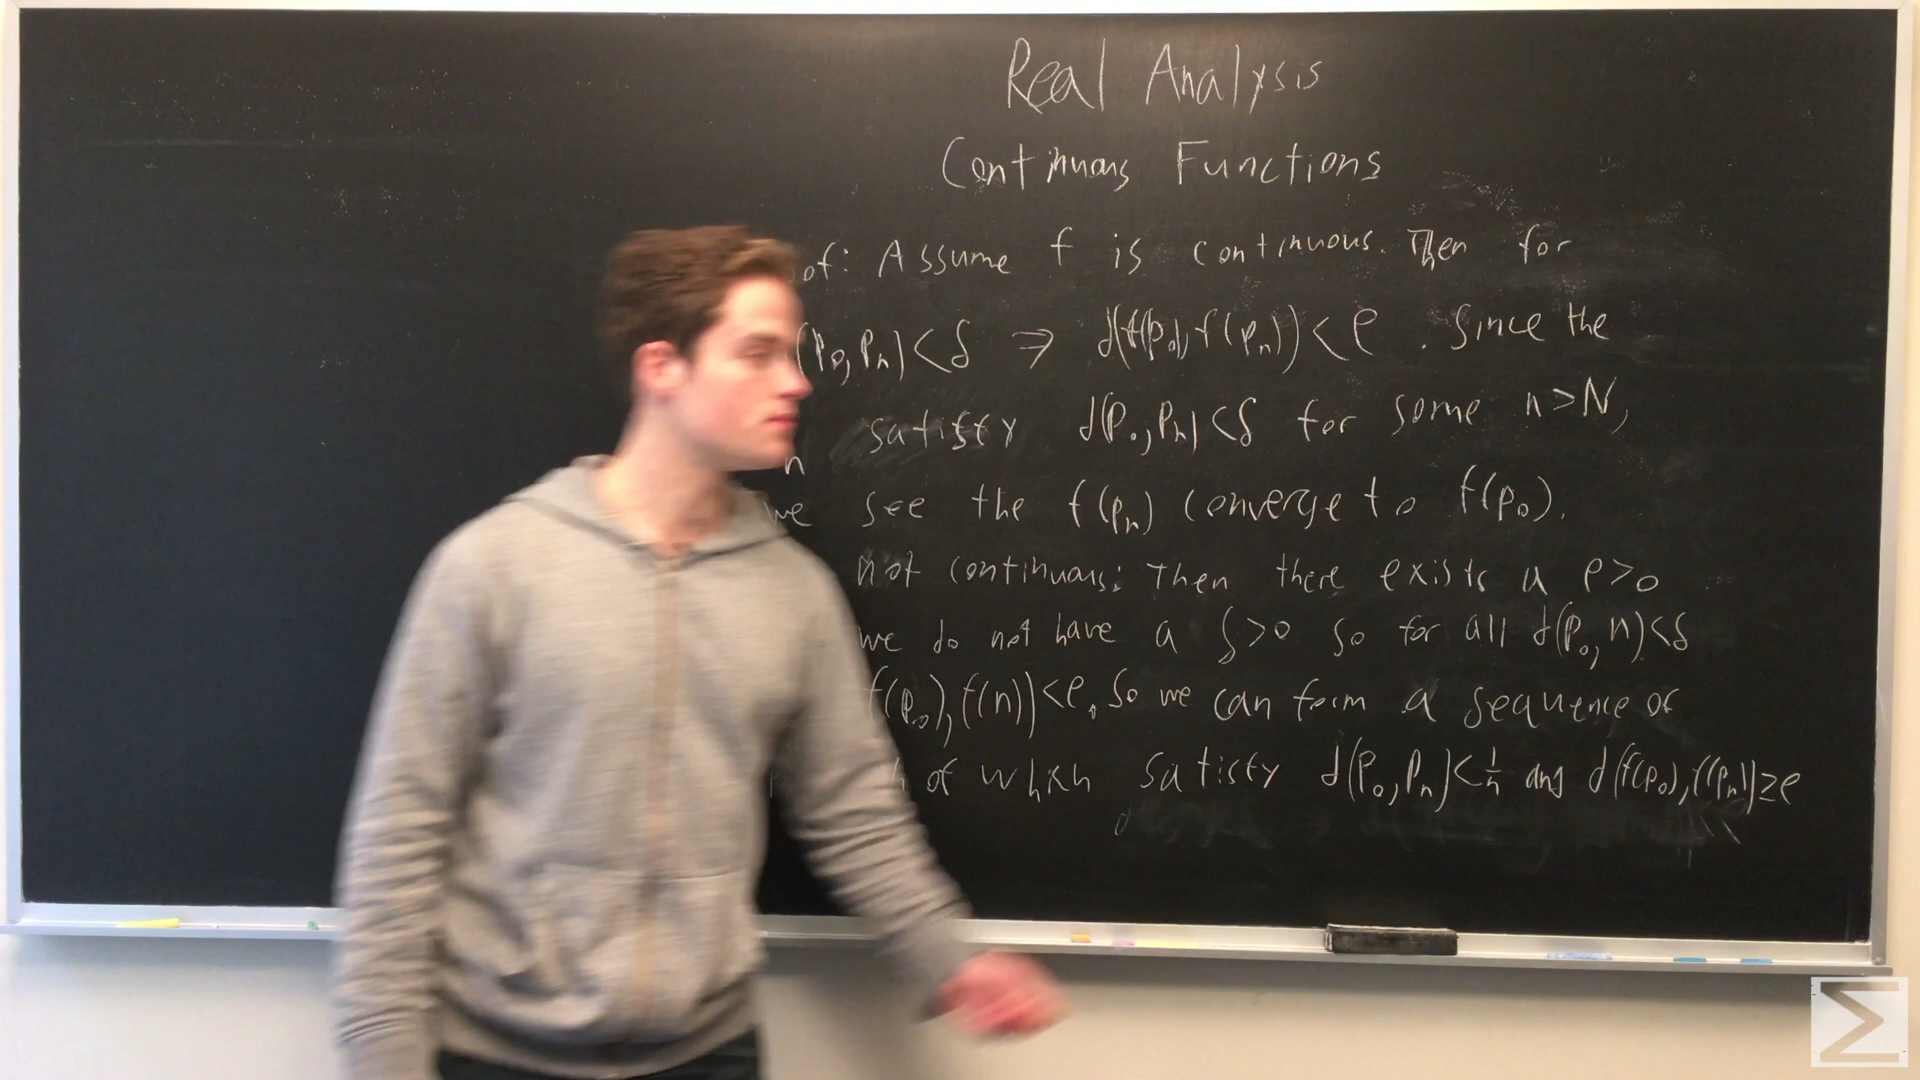 Real Analysis
Continuous Functions
of: Assume f is continuous. Then for
(p₀, pₙ)<δ ⇒ d(f(p₀), f(pₙ))<e. Since the
n satisfy d(p₀, pₙ)<δ for some n>N,
we see the f(pₙ) converge to f(p₀).
not continuous: Then there exists a e>0
we do not have a δ>0 so for all d(p₀, n)<δ
f(p₀), f(n))<e. So we can form a sequence of
of which satisfy d(p₀, pₙ)<1/n and d(f(p₀), f(pₙ))≥e
Σ